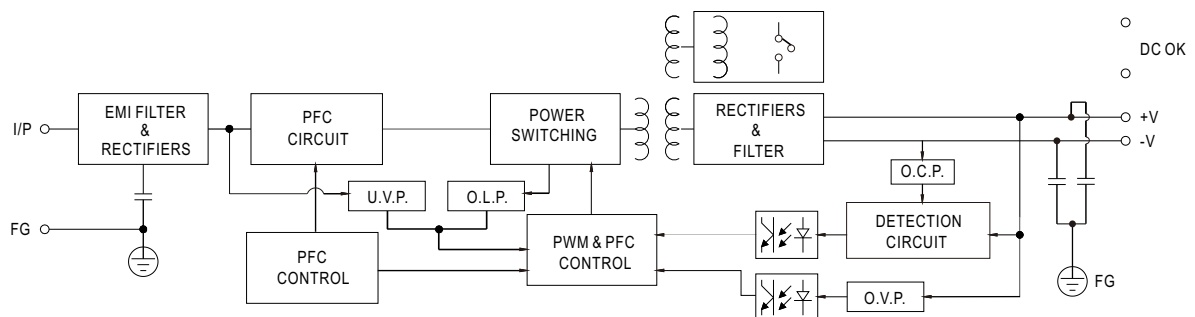 DC OK
I/P
EMI FILTER
&
RECTIFIERS
PFC
CIRCUIT
POWER
SWITCHING
RECTIFIERS
&
FILTER
+V
-V
U.V.P.
O.L.P.
O.C.P.
FG
PFC
CONTROL
PWM & PFC
CONTROL
DETECTION
CIRCUIT
O.V.P.
FG